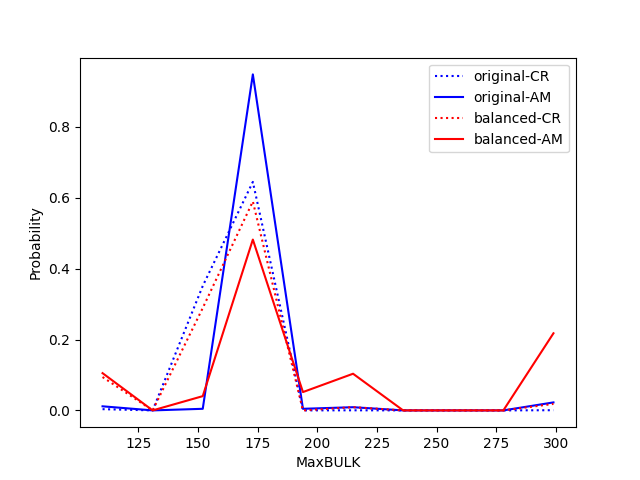 original-CR
original-AM
balanced-CR
balanced-AM
Probability
0.8
0.6
0.4
0.2
0.0
125 150 175 200 225 250 275 300
MaxBULK